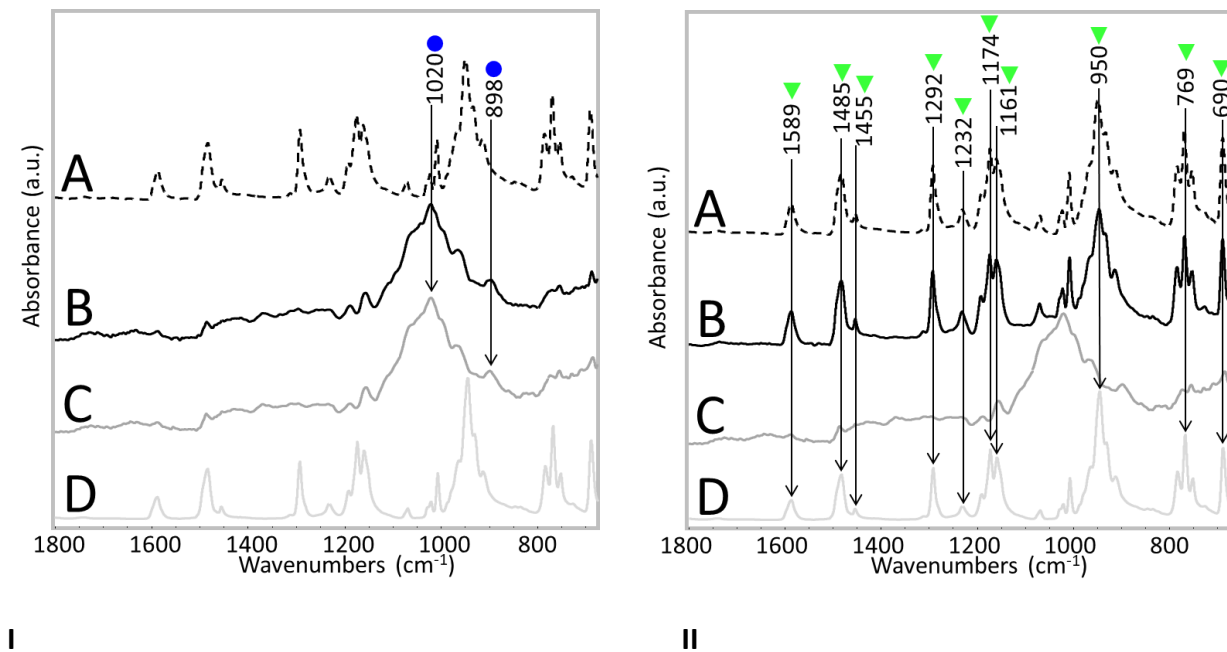 1020
898
A
B
C
D
Absorbance (a.u.)
1800 1600 1400 1200 1000 800
Wavenumbers (cm⁻¹)
I
1589
1485
1455
1292
1232
1174
1161
950
769
690
A
B
C
D
Absorbance (a.u.)
1800 1600 1400 1200 1000 800
Wavenumbers (cm⁻¹)
II